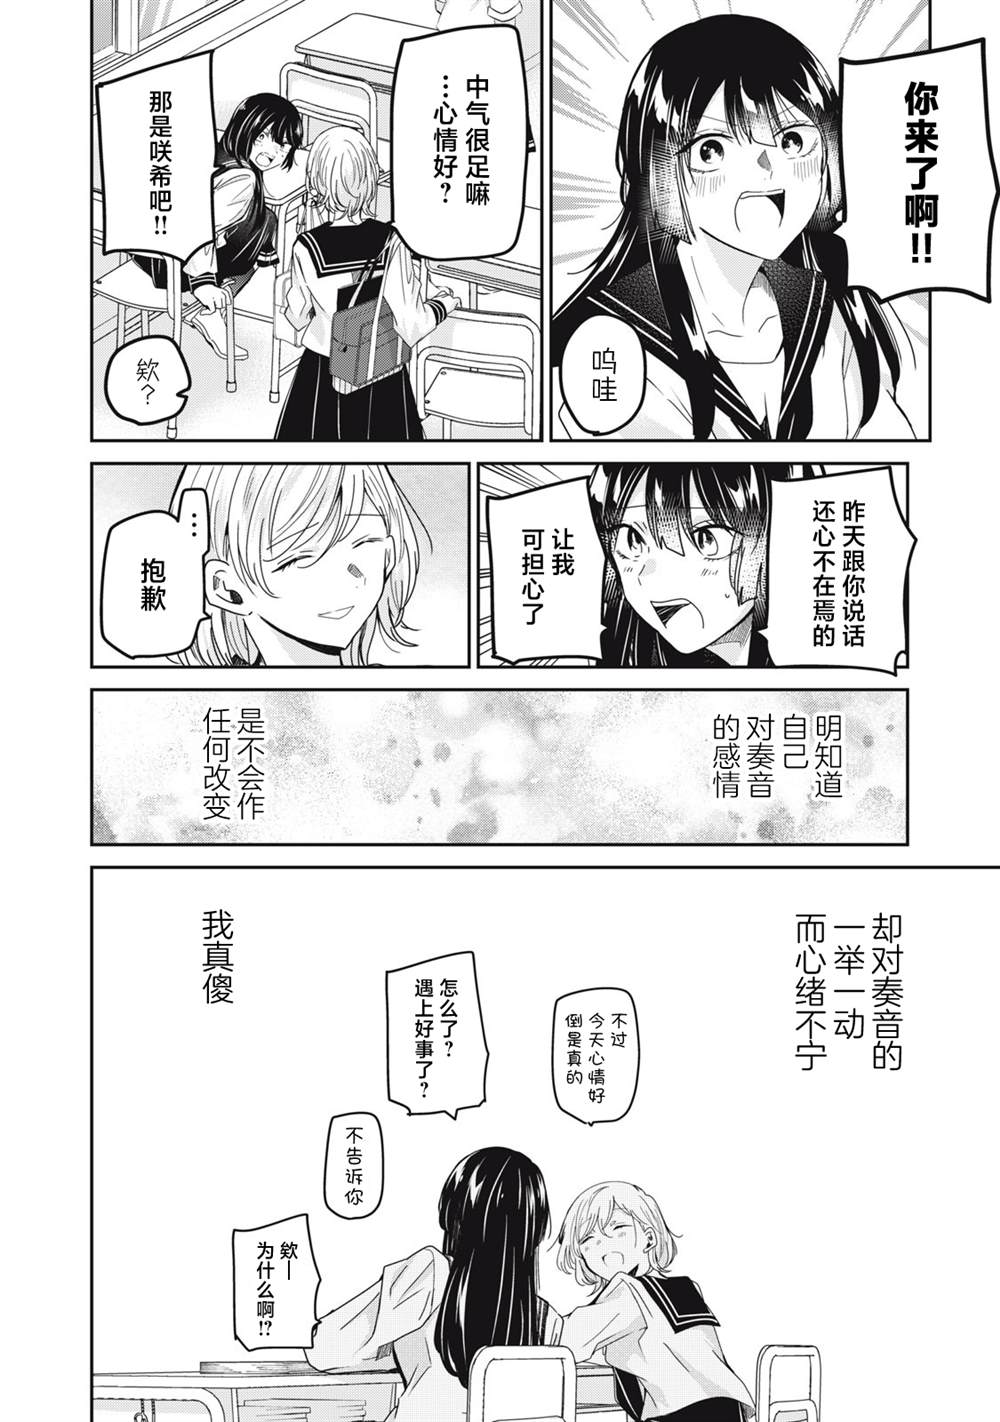 你来了啊!!
呜哇
中气很足嘛
…心情好?
那是咲希吧!!
欸?
昨天跟你说话
还心不在焉的
让我
可担心了
…
抱歉
明知道
自己
对奏音
的感情
是不会作
任何改变
却对奏音的
一举一动
而心绪不宁
不过
今天心情好
倒是真的
怎么了?
遇上好事了?
不告诉你
欸—
为什么啊!?
我真傻